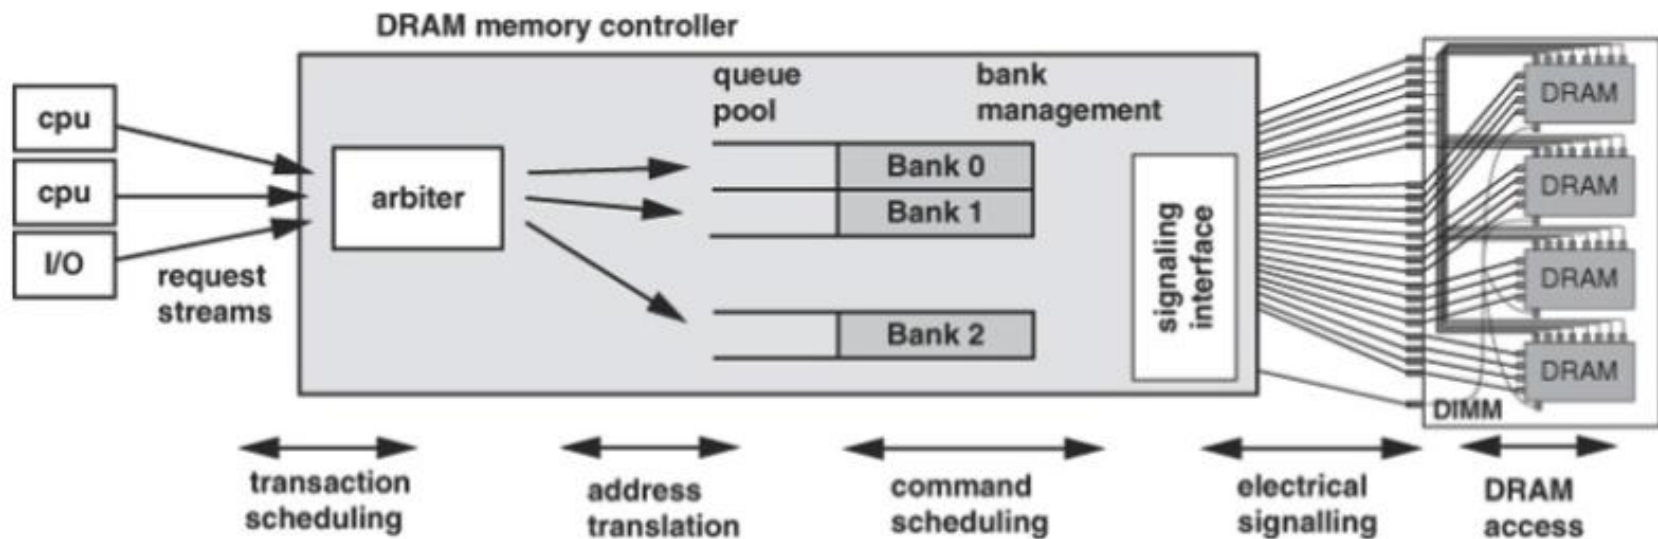 DRAM memory controller
cpu
cpu
I/O
request
streams
arbiter
queue
pool
bank
management
Bank 0
Bank 1
Bank 2
signaling
interface
DRAM
DRAM
DRAM
DRAM
DIMM
transaction
scheduling
address
translation
command
scheduling
electrical
signalling
DRAM
access